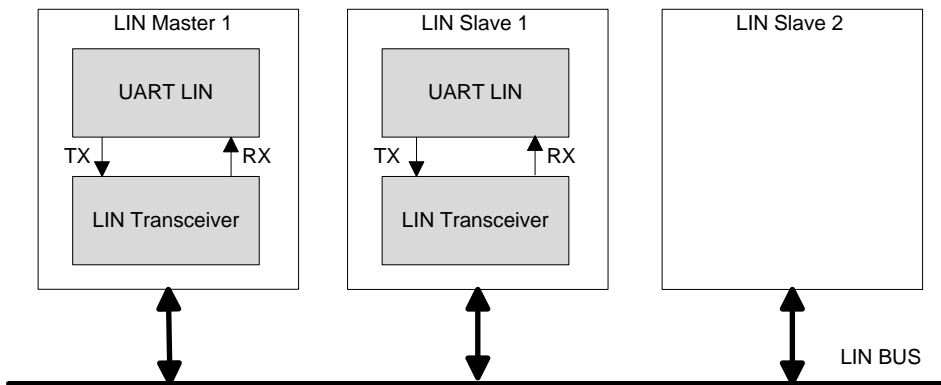 LIN Master 1
UART LIN
TX
RX
LIN Transceiver
LIN Slave 1
UART LIN
TX
RX
LIN Transceiver
LIN Slave 2
LIN BUS